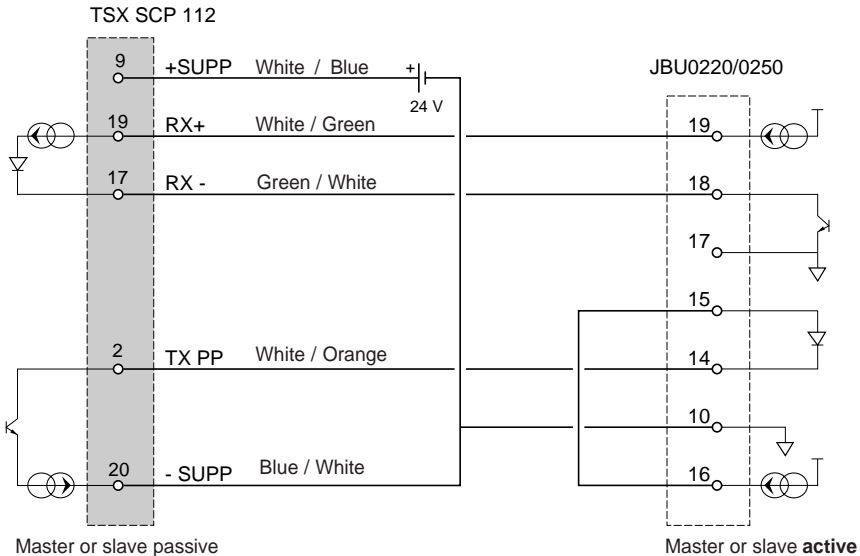 TSX SCP 112
JBU0220/0250
9 +SUPP White / Blue +
24 V
19 RX+ White / Green 19
17 RX - Green / White 18
17
15
2 TX PP White / Orange 14
10
20 - SUPP Blue / White 16
Master or slave passive
Master or slave active